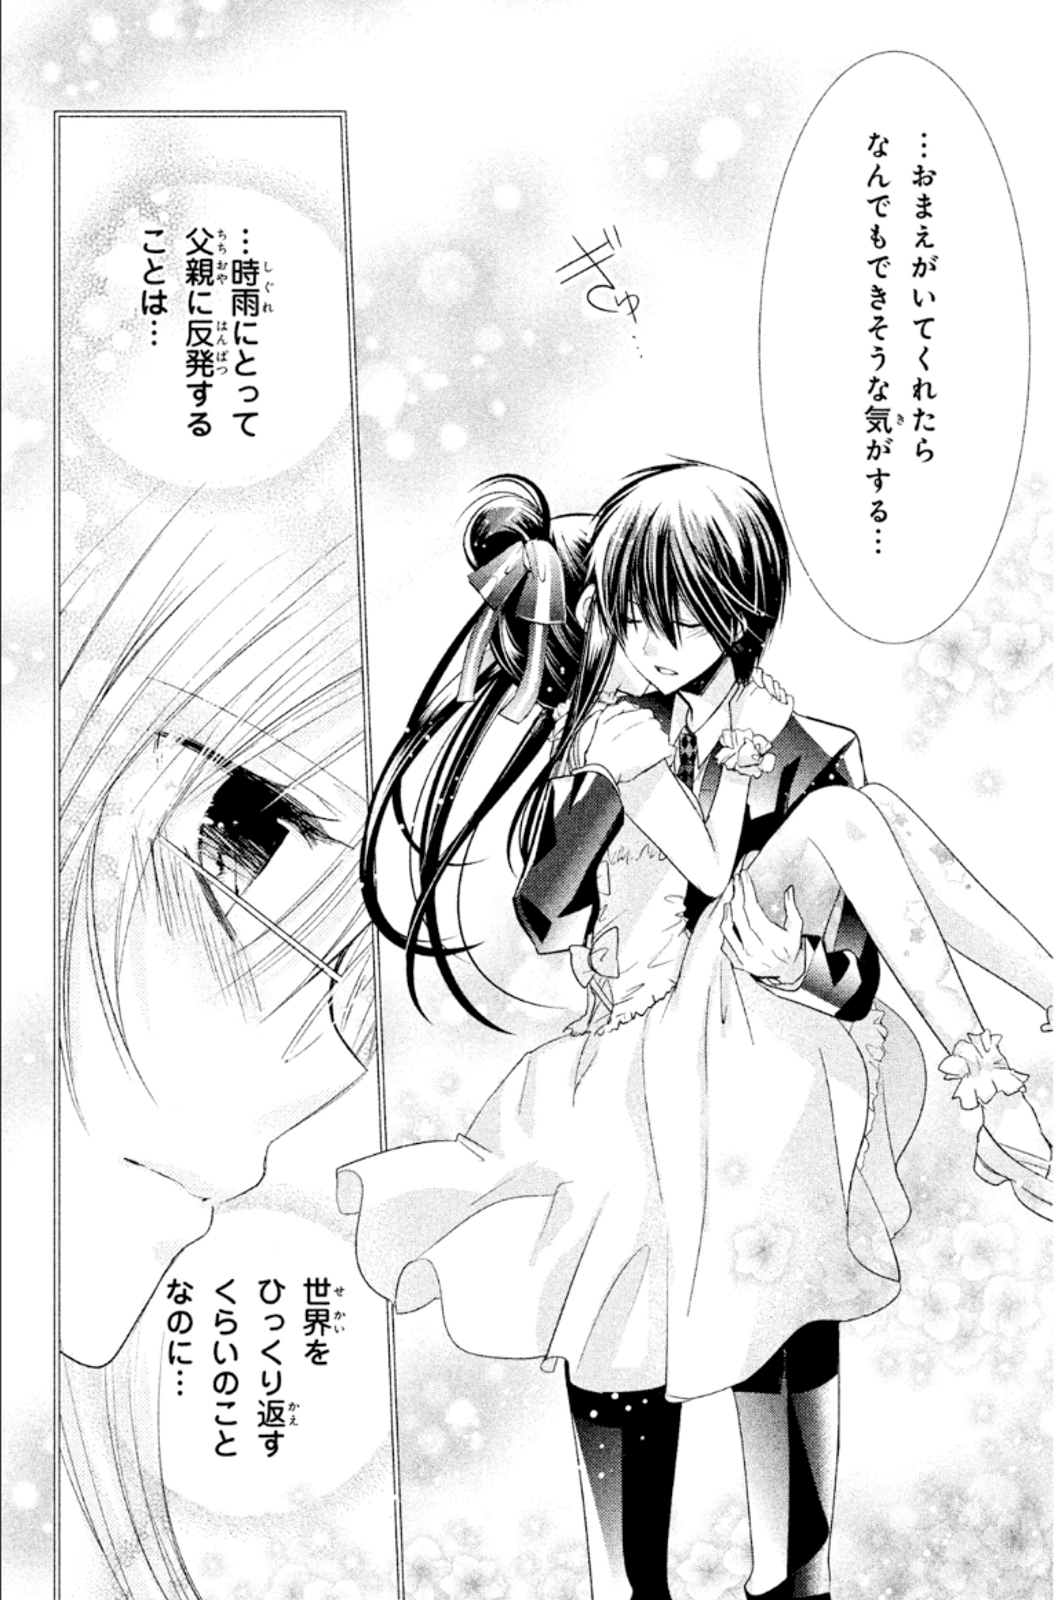 …おまえがいてくれたら
なんでもできそうな気がする…
ぎゅ…
…時雨にとって
父親に反発する
ことは…
世界を
ひっくり返す
くらいのこと
なのに…